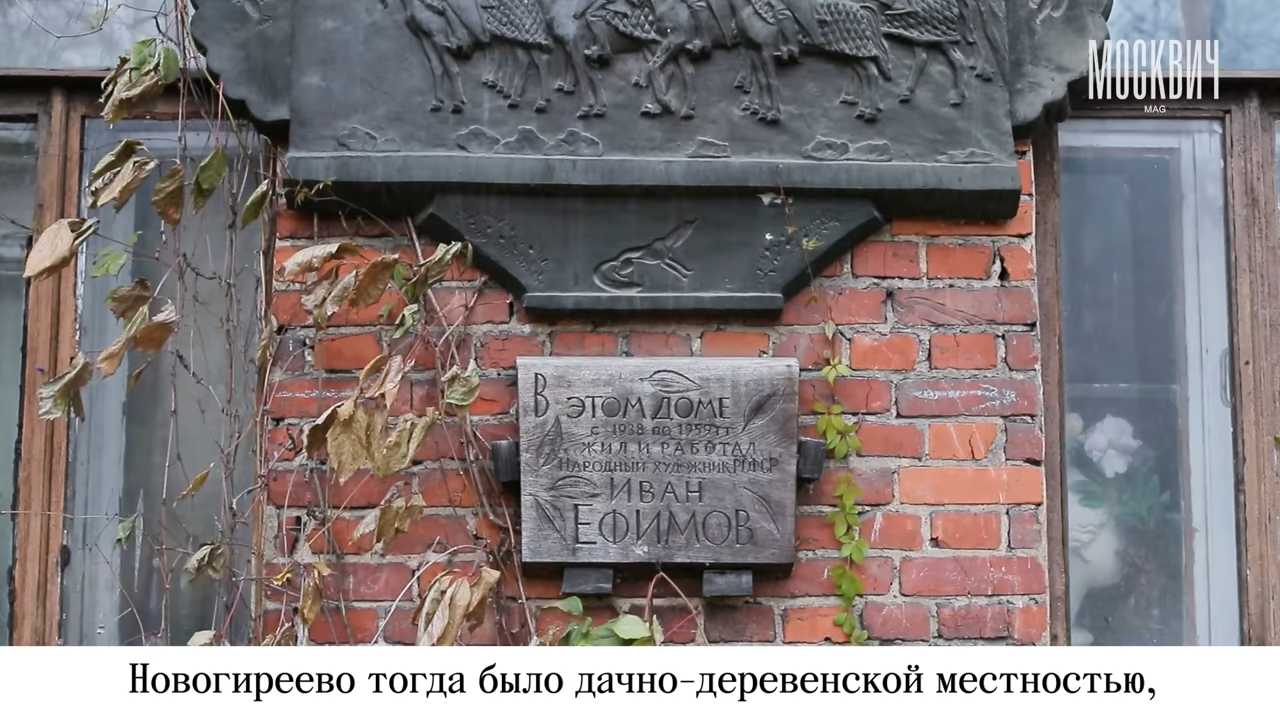 МОСКВИЧ
MAG
В ЭТОМ ДОМЕ
с 1938 по 1959 гг
ЖИЛ И РАБОТАЛ
НАРОДНЫЙ ХУДОЖНИК РСФСР
ИВАН
ЕФИМОВ
Новогиреево тогда было дачно-деревенской местностью,